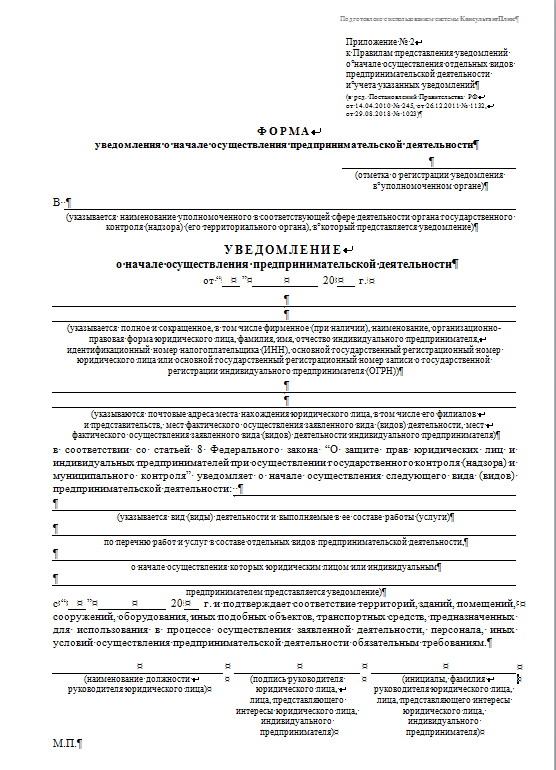 Подготовлено с использованием системы КонсультантПлюс
Приложение № 2
к Правилам представления уведомлений
о начале осуществления отдельных видов
предпринимательской деятельности
и учета указанных уведомлений
(в ред. Постановлений Правительства РФ
от 14.04.2010 № 245, от 26.12.2011 № 1132,
от 29.08.2018 № 1023)
ФОРМА
уведомления о начале осуществления предпринимательской деятельности
(отметка о регистрации уведомления
в уполномоченном органе)
В
(указывается наименование уполномоченного в соответствующей сфере деятельности органа государственного
контроля (надзора) (его территориального органа), в который представляется уведомление)
УВЕДОМЛЕНИЕ
о начале осуществления предпринимательской деятельности
от “ ” 20 г.
(указывается полное и сокращенное, в том числе фирменное (при наличии), наименование, организационно-
правовая форма юридического лица, фамилия, имя, отчество индивидуального предпринимателя,
идентификационный номер налогоплательщика (ИНН), основной государственный регистрационный номер
юридического лица или основной государственный регистрационный номер записи о государственной
регистрации индивидуального предпринимателя (ОГРН))
(указываются почтовые адреса места нахождения юридического лица, в том числе его филиалов
и представительств, мест фактического осуществления заявленного вида (видов) деятельности, мест
фактического осуществления заявленного вида (видов) деятельности индивидуального предпринимателя)
в соответствии со статьей 8 Федерального закона “О защите прав юридических лиц и
индивидуальных предпринимателей при осуществлении государственного контроля (надзора) и
муниципального контроля” уведомляет о начале осуществления следующего вида (видов)
предпринимательской деятельности:
(указывается вид (виды) деятельности и выполняемые в ее составе работы (услуги)
по перечню работ и услуг в составе отдельных видов предпринимательской деятельности,
о начале осуществления которых юридическим лицом или индивидуальным
предпринимателем представляется уведомление)
с “ ” 20 г. и подтверждает соответствие территорий, зданий, помещений,
сооружений, оборудования, иных подобных объектов, транспортных средств, предназначенных
для использования в процессе осуществления заявленной деятельности, персонала, иных
условий осуществления предпринимательской деятельности обязательным требованиям.
(наименование должности
руководителя юридического лица)
(подпись руководителя
юридического лица,
лица, представляющего
интересы юридического лица,
индивидуального
предпринимателя)
(инициалы, фамилия
руководителя юридического лица,
лица, представляющего интересы
юридического лица,
индивидуального
предпринимателя)
М.П.